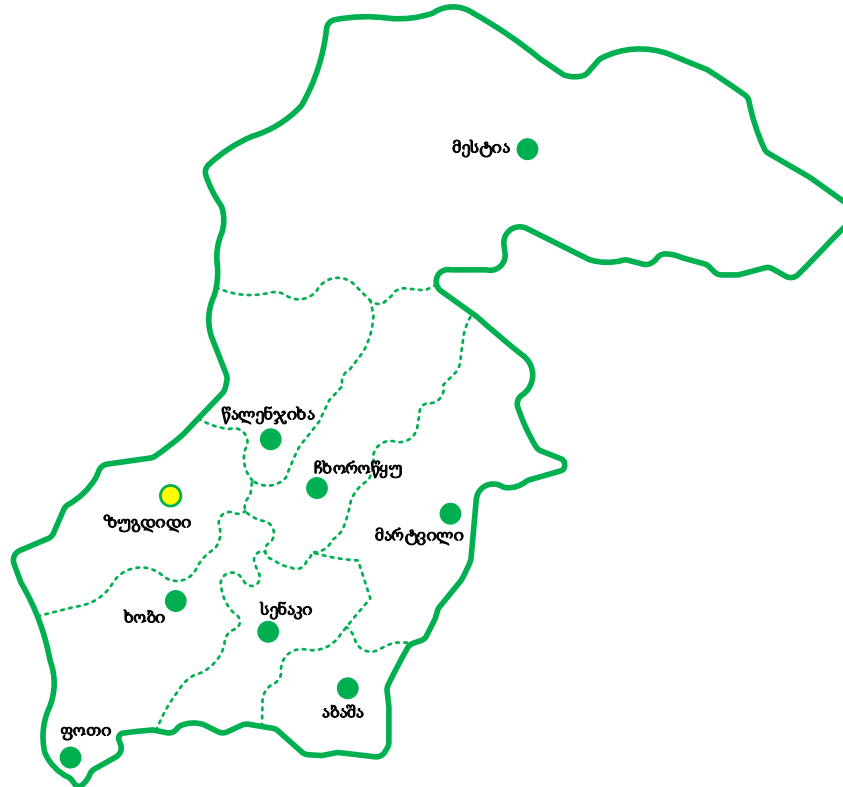 მესტია
წალენჯიხა
ჩხოროწყუ
ზუგდიდი
მარტვილი
ხობი
სენაკი
აბაშა
ფოთი